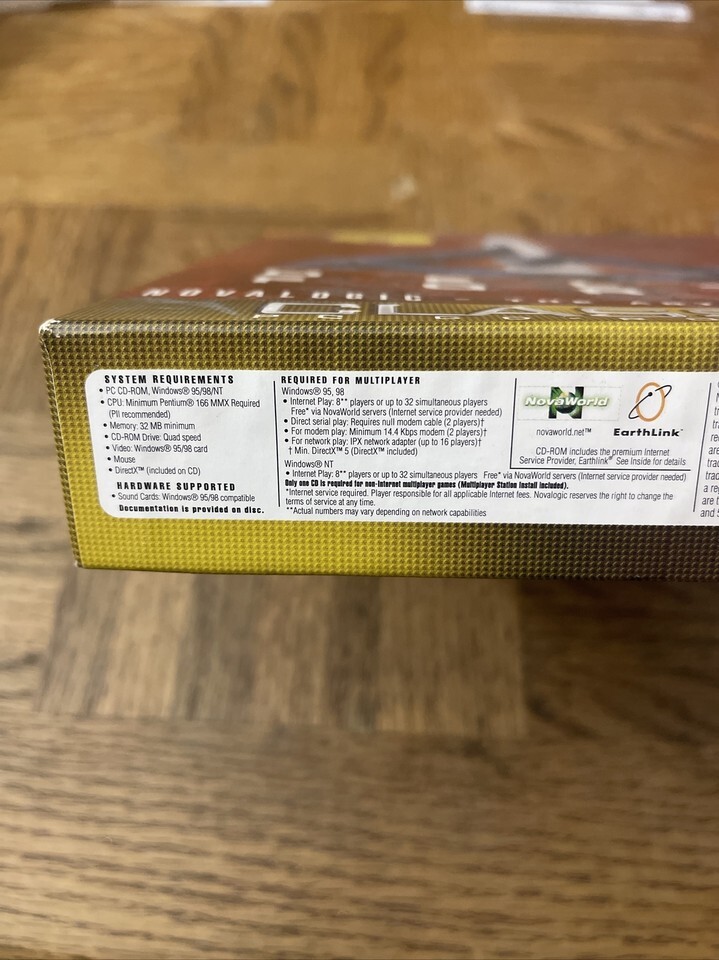 NOVALOGIC
SYSTEM REQUIREMENTS
• PC CD-ROM, Windows® 95/98/NT
• CPU: Minimum Pentium® 166 MMX Required
(PII recommended)
• Memory: 32 MB minimum
• CD-ROM Drive: Quad speed
• Video: Windows® 95/98 card
• Mouse
• DirectX™ (included on CD)
HARDWARE SUPPORTED
• Sound Cards: Windows® 95/98 compatible
Documentation is provided on disc.
REQUIRED FOR MULTIPLAYER
Windows® 95, 98
• Internet Play: 8** players or up to 32 simultaneous players
Free* via NovaWorld servers (Internet service provider needed)
• Direct serial play: Requires null modem cable (2 players)†
• For modem play: Minimum 14.4 Kbps modem (2 players)†
• For network play: IPX network adapter (up to 16 players)†
† Min. DirectX™ 5 (DirectX included)
Windows® NT
• Internet Play: 8** players or up to 32 simultaneous players Free* via NovaWorld servers (Internet service provider needed)
Only one CD is required for non-Internet multiplayer games (Multiplayer Station Install included).
*Internet service required. Player responsible for all applicable Internet fees. Novalogic reserves the right to change the
terms of service at any time.
**Actual numbers may vary depending on network capabilities
NovaWorld
novaworld.net™
EarthLink™
CD-ROM includes the premium Internet
Service Provider, Earthlink® See Inside for details